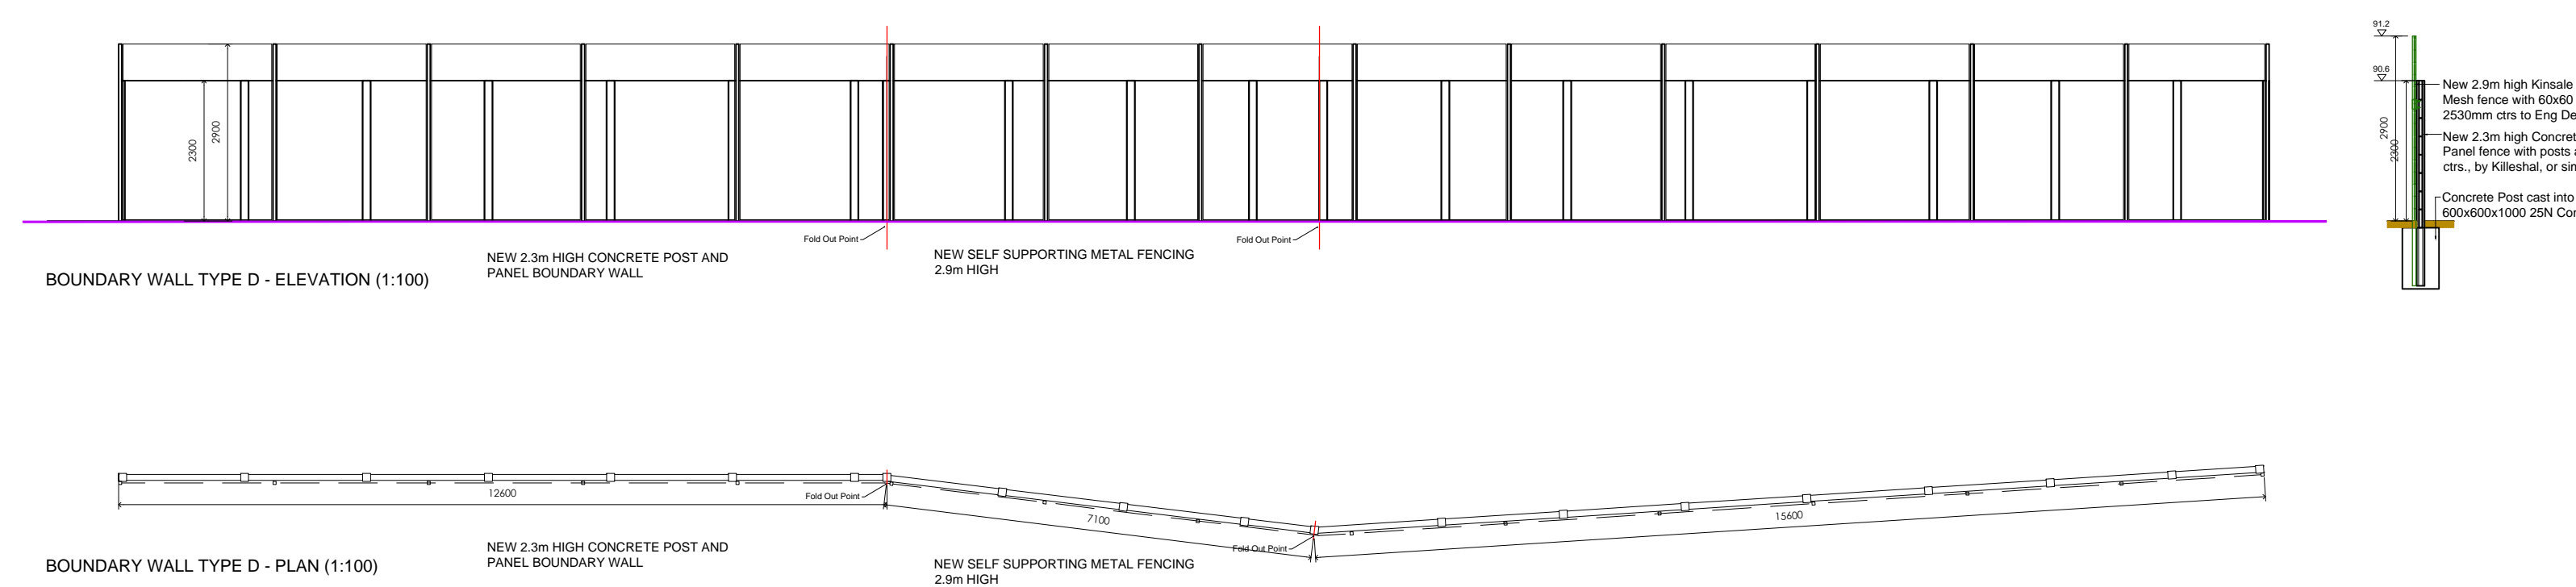 2300
2900
Fold Out Point
Fold Out Point
BOUNDARY WALL TYPE D - ELEVATION (1:100)
NEW 2.3m HIGH CONCRETE POST AND
PANEL BOUNDARY WALL
NEW SELF SUPPORTING METAL FENCING
2.9m HIGH
91.2
90.6
2900
2300
New 2.9m high Kinsale
Mesh fence with 60x60
2530mm ctrs to Eng De
New 2.3m high Concret
Panel fence with posts a
ctrs., by Killeshal, or sim
Concrete Post cast into
600x600x1000 25N Con
12600
Fold Out Point
7100
Fold Out Point
15600
BOUNDARY WALL TYPE D - PLAN (1:100)
NEW 2.3m HIGH CONCRETE POST AND
PANEL BOUNDARY WALL
NEW SELF SUPPORTING METAL FENCING
2.9m HIGH